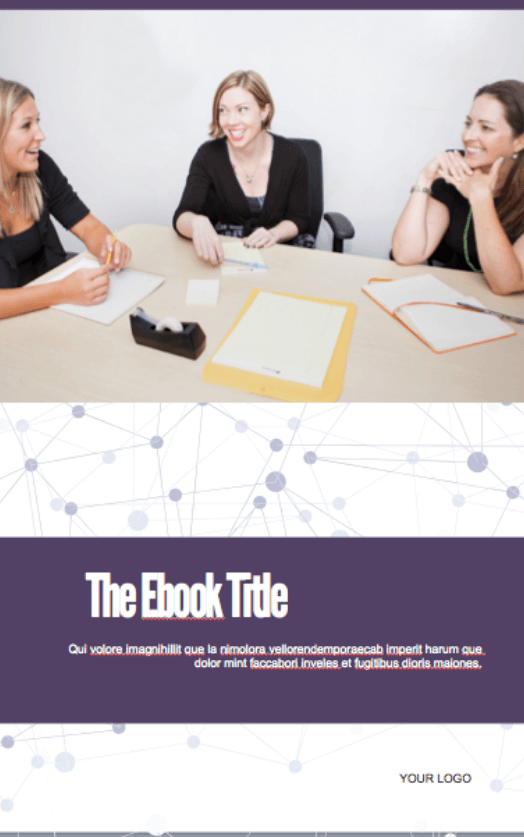 The Ebook Title
Qui volore imagnihillit que la nimolora vellorendemporaecab imperit harum que
dolor mint faccabori inveles et fugitibus dioris maiones.
YOUR LOGO